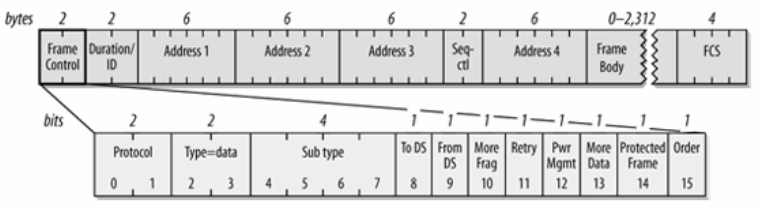 bytes 2 2 6 6 6 2 6 0–2,312 4
Frame Control Duration/ ID Address 1 Address 2 Address 3 Seq- ctl Address 4 Frame Body FCS
bits 2 2 4 1 1 1 1 1 1 1 1
Protocol Type=data Sub type To DS From DS More Frag Retry Pwr Mgmt More Data Protected Frame Order
0 1 2 3 4 5 6 7 8 9 10 11 12 13 14 15